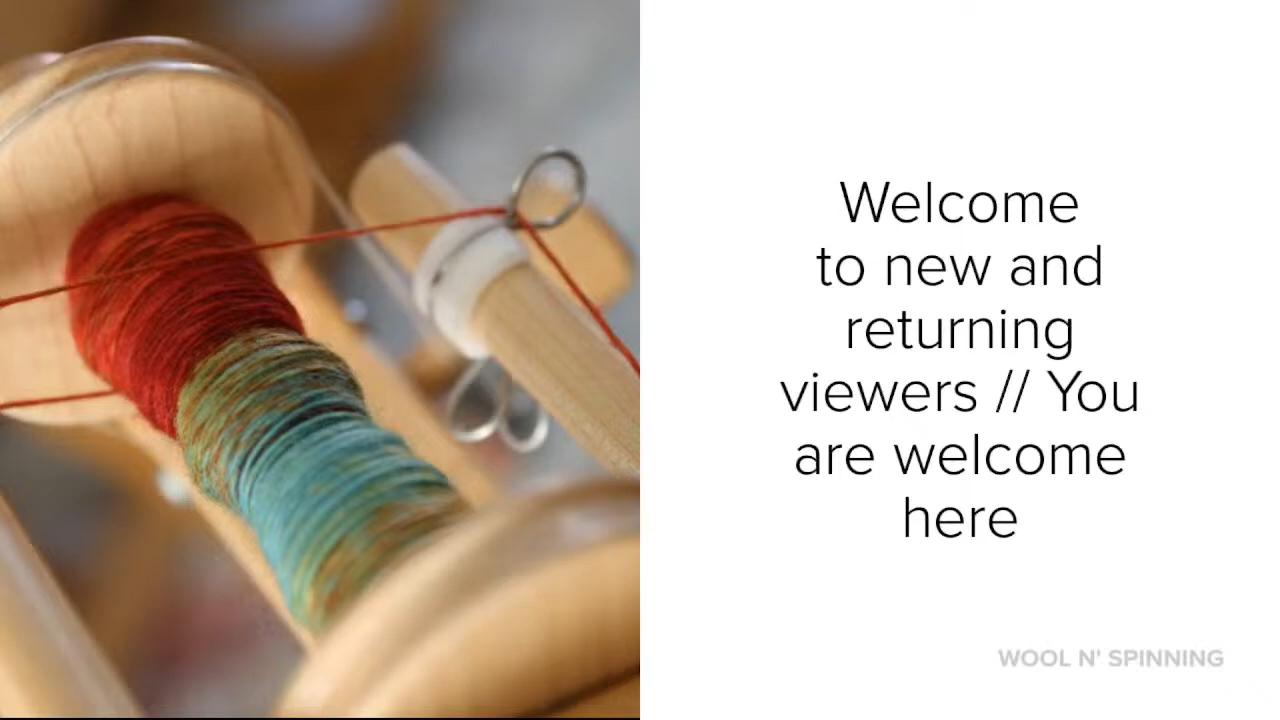 Welcome
to new and
returning
viewers // You
are welcome
here
WOOL N' SPINNING